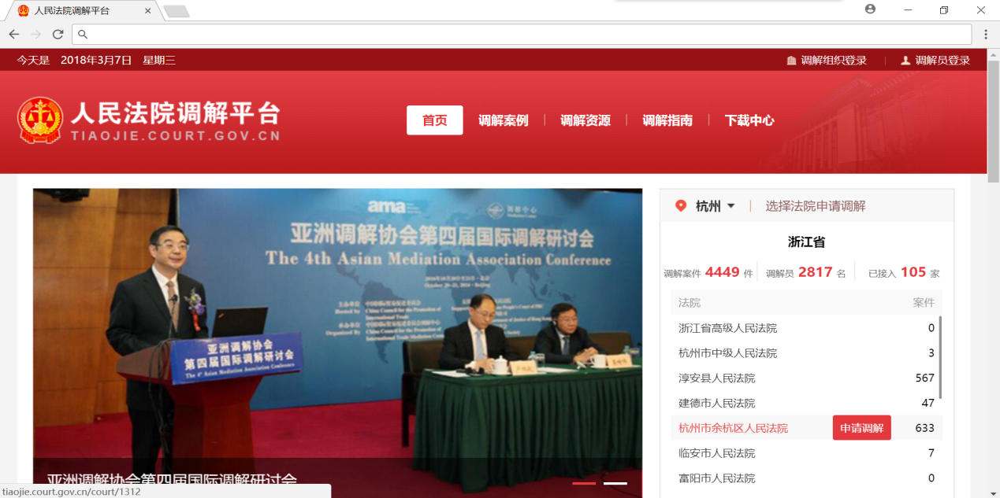 人民法院调解平台
今天是 2018年3月7日 星期三
调解组织登录 | 调解员登录
人民法院调解平台
TIAOJIE.COURT.GOV.CN
首页 调解案例 | 调解资源 | 调解指南 | 下载中心
杭州 | 选择法院申请调解
浙江省
调解案件 4449 件 调解员 2817 名 已接入 105 家
法院 案件
浙江省高级人民法院 0
杭州市中级人民法院 3
淳安县人民法院 567
建德市人民法院 47
杭州市余杭区人民法院 申请调解 633
临安市人民法院 7
富阳市人民法院 0
ama 调解中心
亚洲调解协会第四届国际调解研讨会
The 4th Asian Mediation Association Conference
亚洲调解协会
第四届国际调解研讨会
The 4th Asian Mediation Association Conference
亚洲调解协会第四届国际调解研讨会
tiaojie.court.gov.cn/court/1312